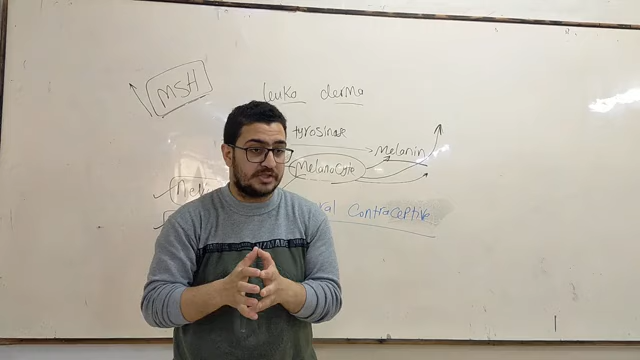 MSH
leuko derma
tyrosinase
Melanin
Melanocyte
Contraceptive